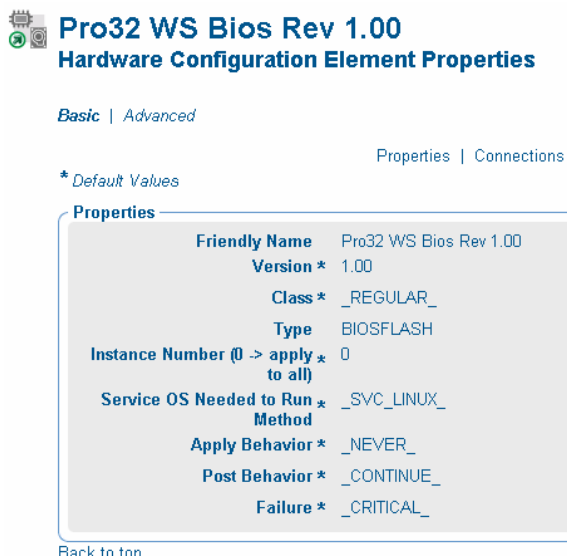 Pro32 WS Bios Rev 1.00
Hardware Configuration Element Properties
Basic | Advanced
Properties | Connections
* Default Values
Properties
Friendly Name Pro32 WS Bios Rev 1.00
Version * 1.00
Class * _REGULAR_
Type BIOSFLASH
Instance Number (0 -> apply * 0
to all)
Service OS Needed to Run * _SVC_LINUX_
Method
Apply Behavior * _NEVER_
Post Behavior * _CONTINUE_
Failure * _CRITICAL_
Back to top